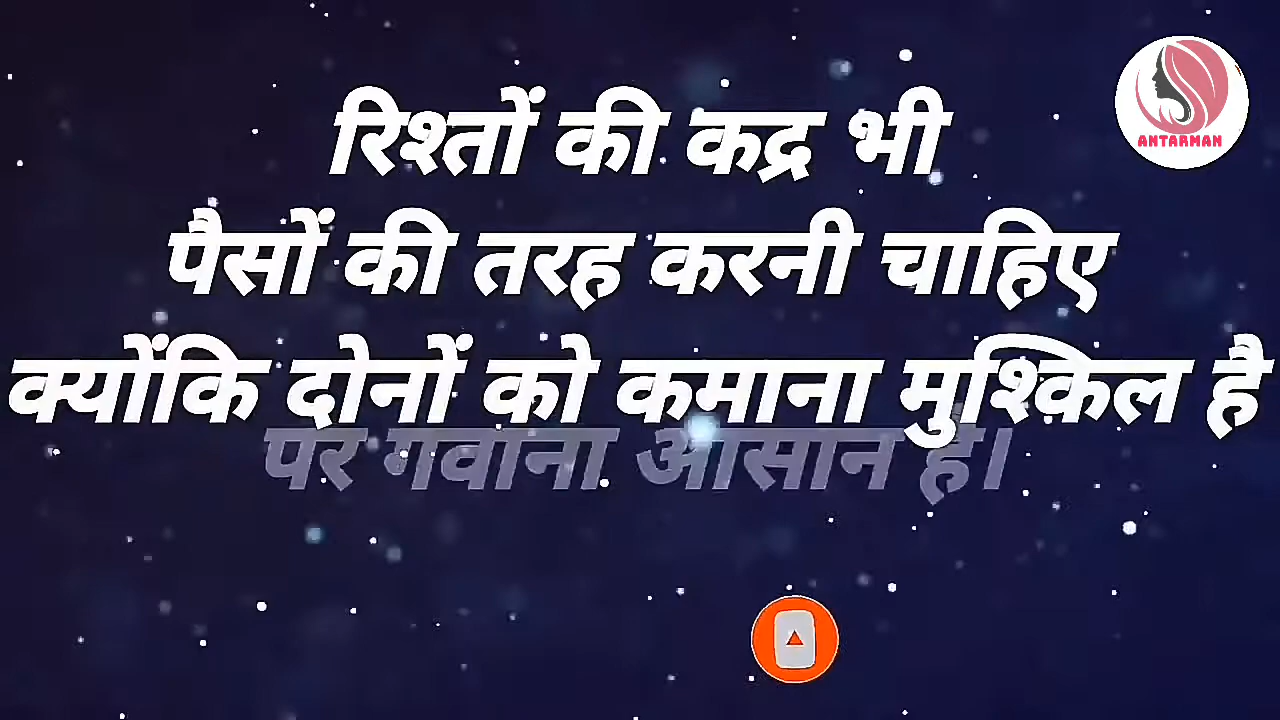 ANTARMAN
रिश्तों की कद्र भी
पैसों की तरह करनी चाहिए
क्योंकि दोनों को कमाना मुश्किल है
पर गवाना आसान है।